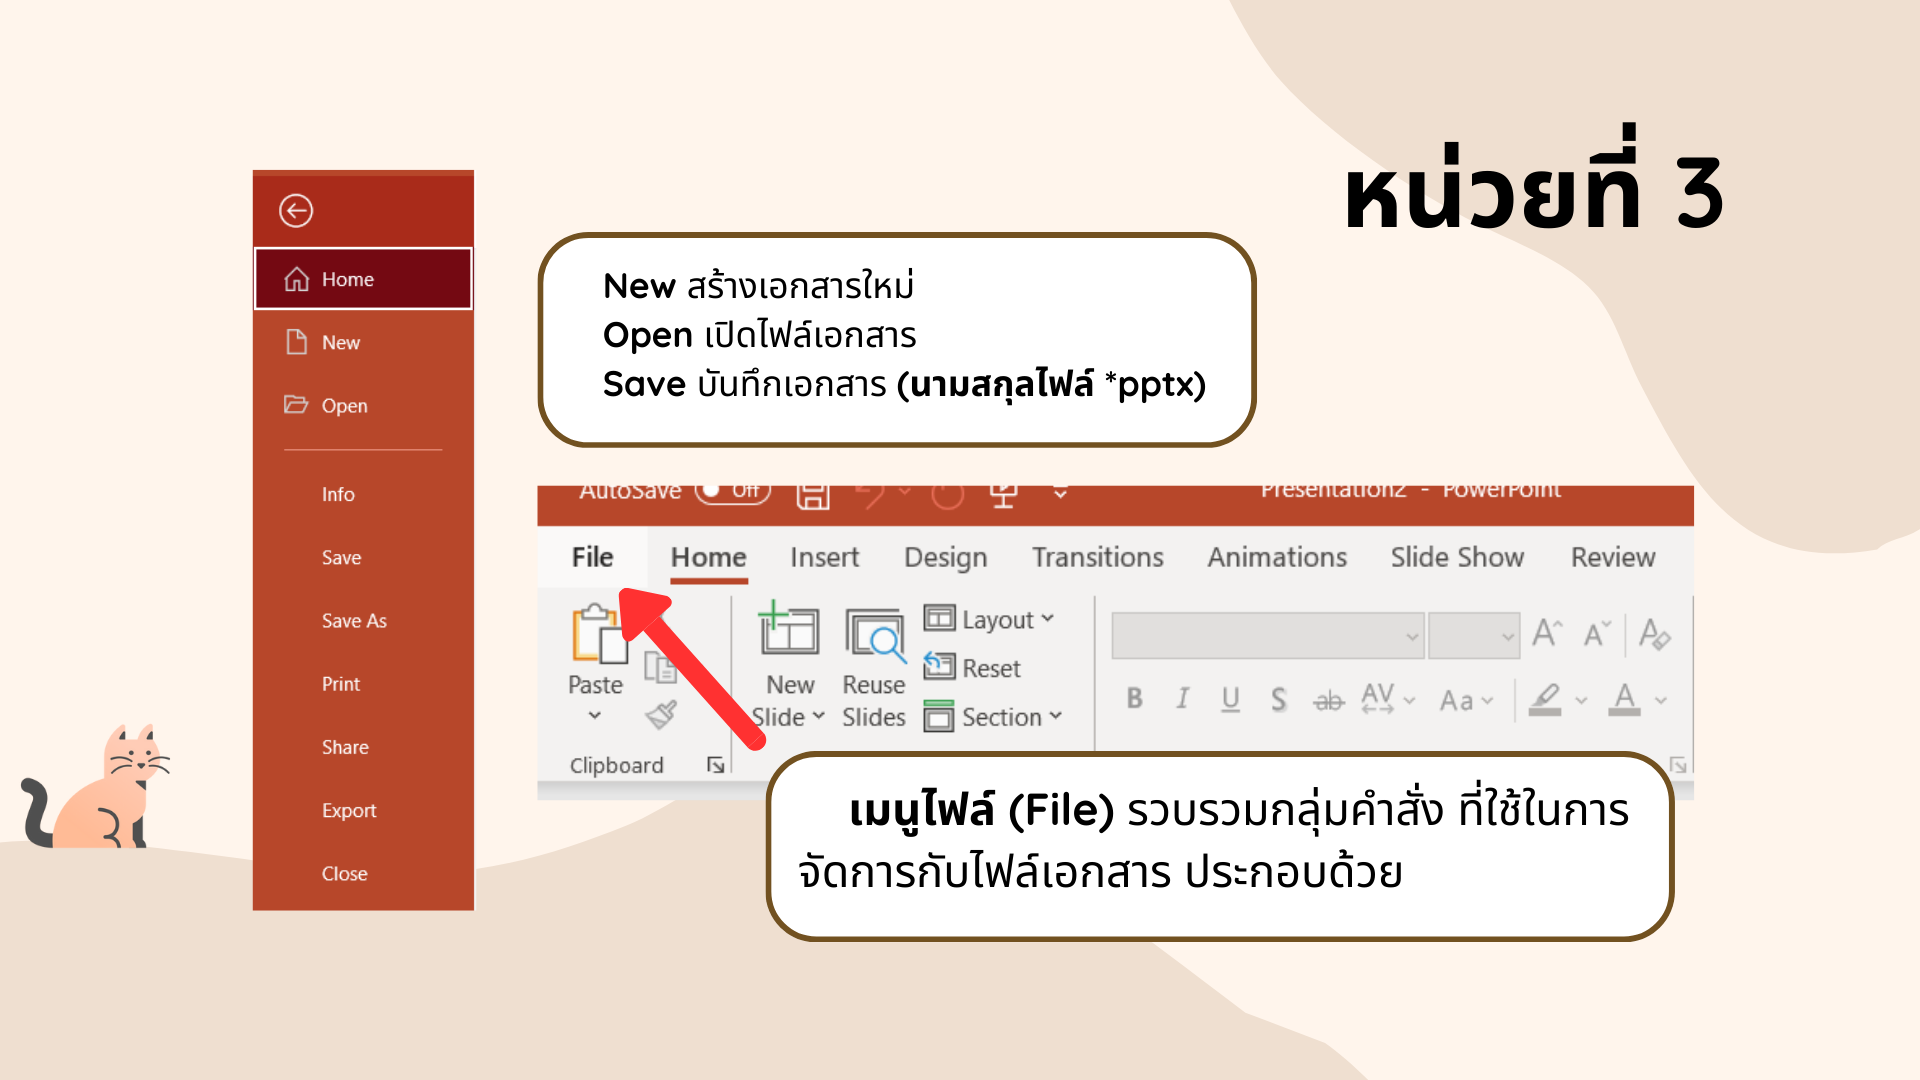 หน่วยที่ 3
Home
New
Open
Info
Save
Save As
Print
Share
Export
Close
New สร้างเอกสารใหม่
Open เปิดไฟล์เอกสาร
Save บันทึกเอกสาร (นามสกุลไฟล์ *pptx)
AutoSave Off Presentation2 - PowerPoint
File Home Insert Design Transitions Animations Slide Show Review
Paste
New Slide
Reuse Slides
Layout
Reset
Section
Clipboard
B I U S ab AV Aa A
เมนูไฟล์ (File) รวบรวมกลุ่มคำสั่ง ที่ใช้ในการ
จัดการกับไฟล์เอกสาร ประกอบด้วย